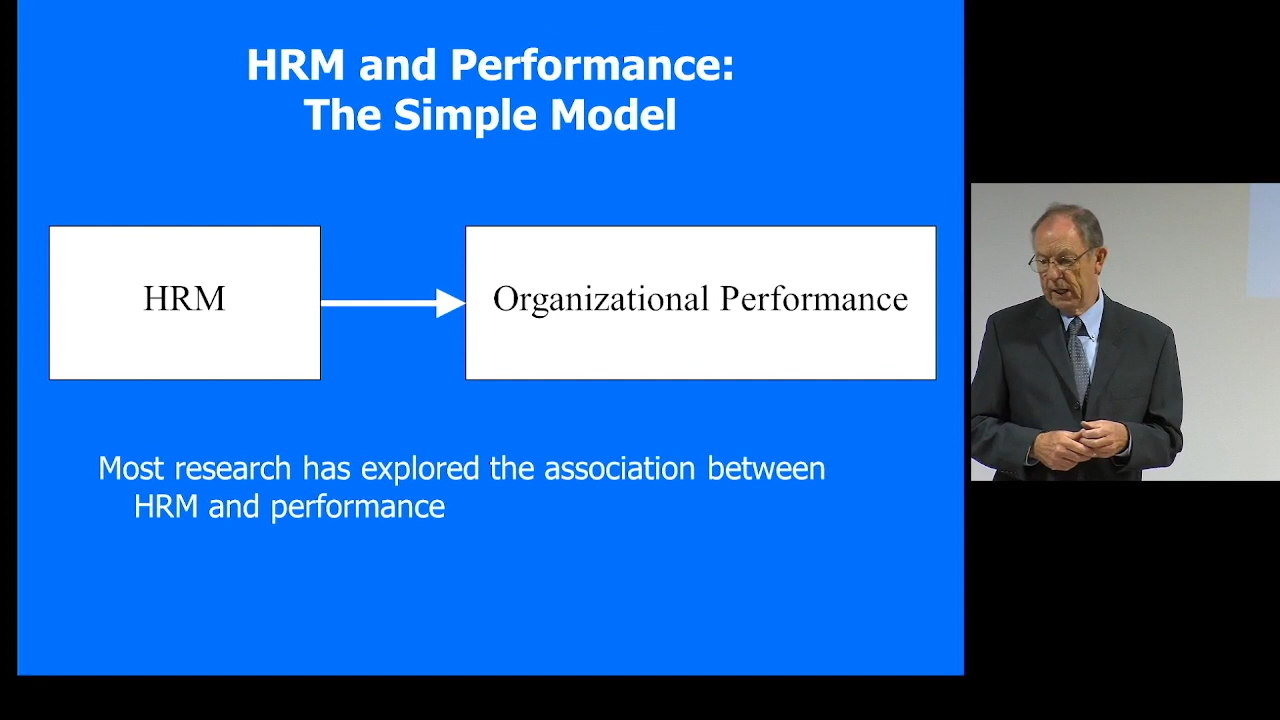 HRM and Performance:
The Simple Model
HRM
Organizational Performance
Most research has explored the association between
HRM and performance